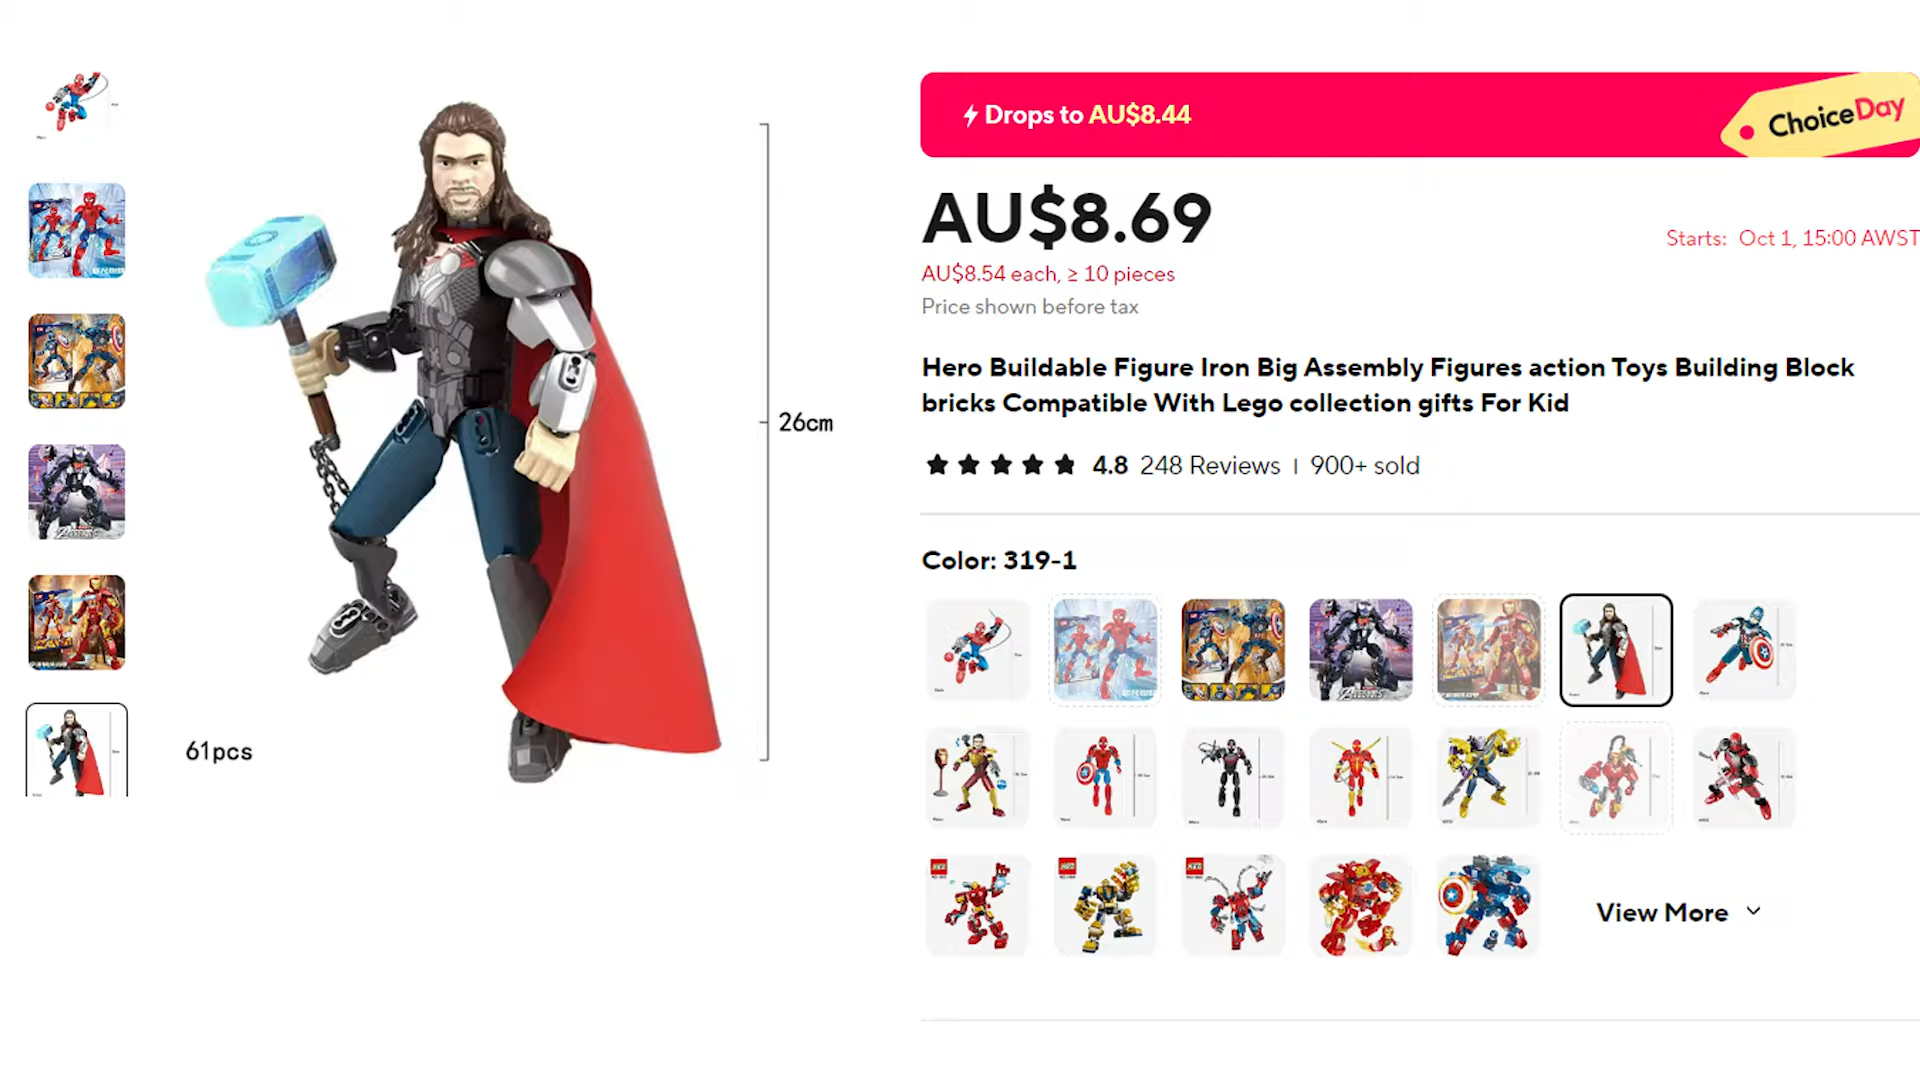 Drops to AU$8.44
ChoiceDay
AU$8.69
Starts: Oct 1, 15:00 AWST
AU$8.54 each, ≥ 10 pieces
Price shown before tax
Hero Buildable Figure Iron Big Assembly Figures action Toys Building Block
bricks Compatible With Lego collection gifts For Kid
4.8 248 Reviews | 900+ sold
Color: 319-1
View More
26cm
61pcs